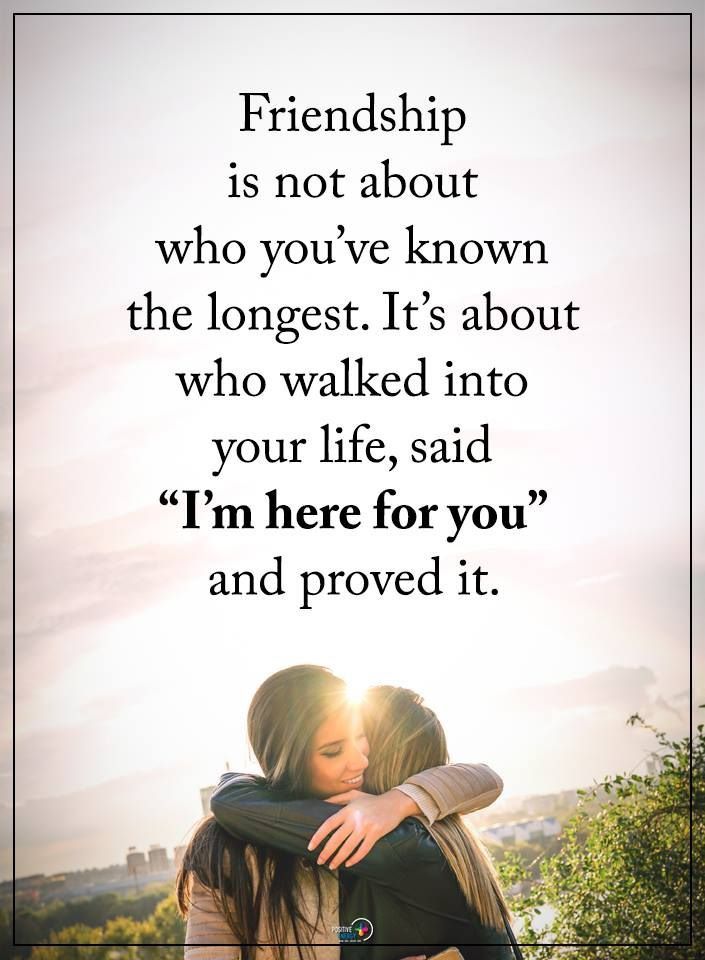 Friendship
is not about
who you’ve known
the longest. It’s about
who walked into
your life, said
“I’m here for you”
and proved it.
POSITIVE
ENERGY